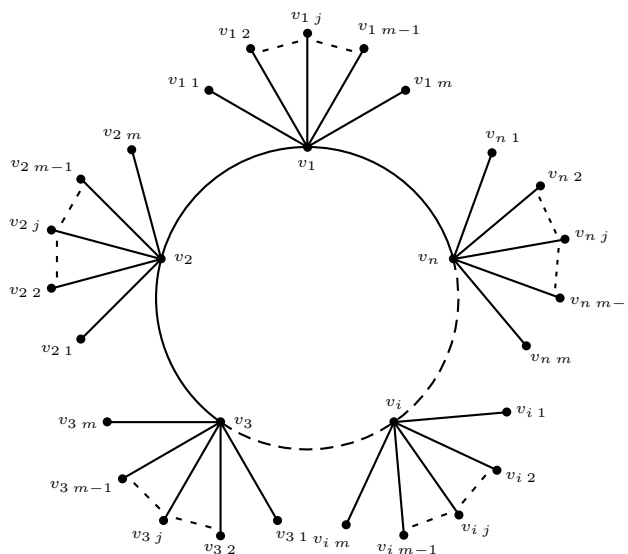 v1 j
v1 2
v1 m−1
v1 1
v1 m
v1
v2 m
vn 1
v2 m−1
vn 2
v2 j
vn j
v2
vn
v2 2
vn m−
v2 1
vn m
vi
vi 1
v3 m
v3
vi 2
v3 m−1
vi j
v3 j
v3 2
v3 1
vi m
vi m−1